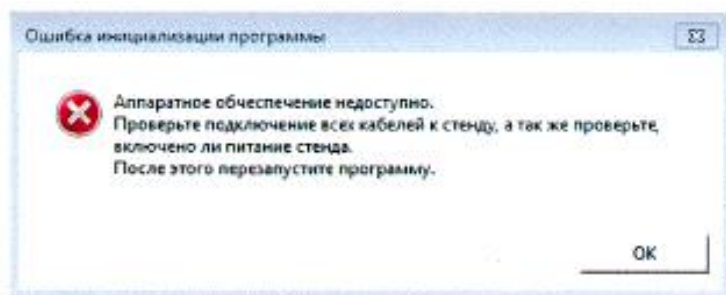 Ошибка инициализации программы
Аппаратное обчеспечение недоступно.
Проверьте подключение всех кабелей к стенду, а так же проверьте,
включено ли питание стенда.
После этого перезапустите программу.
OK